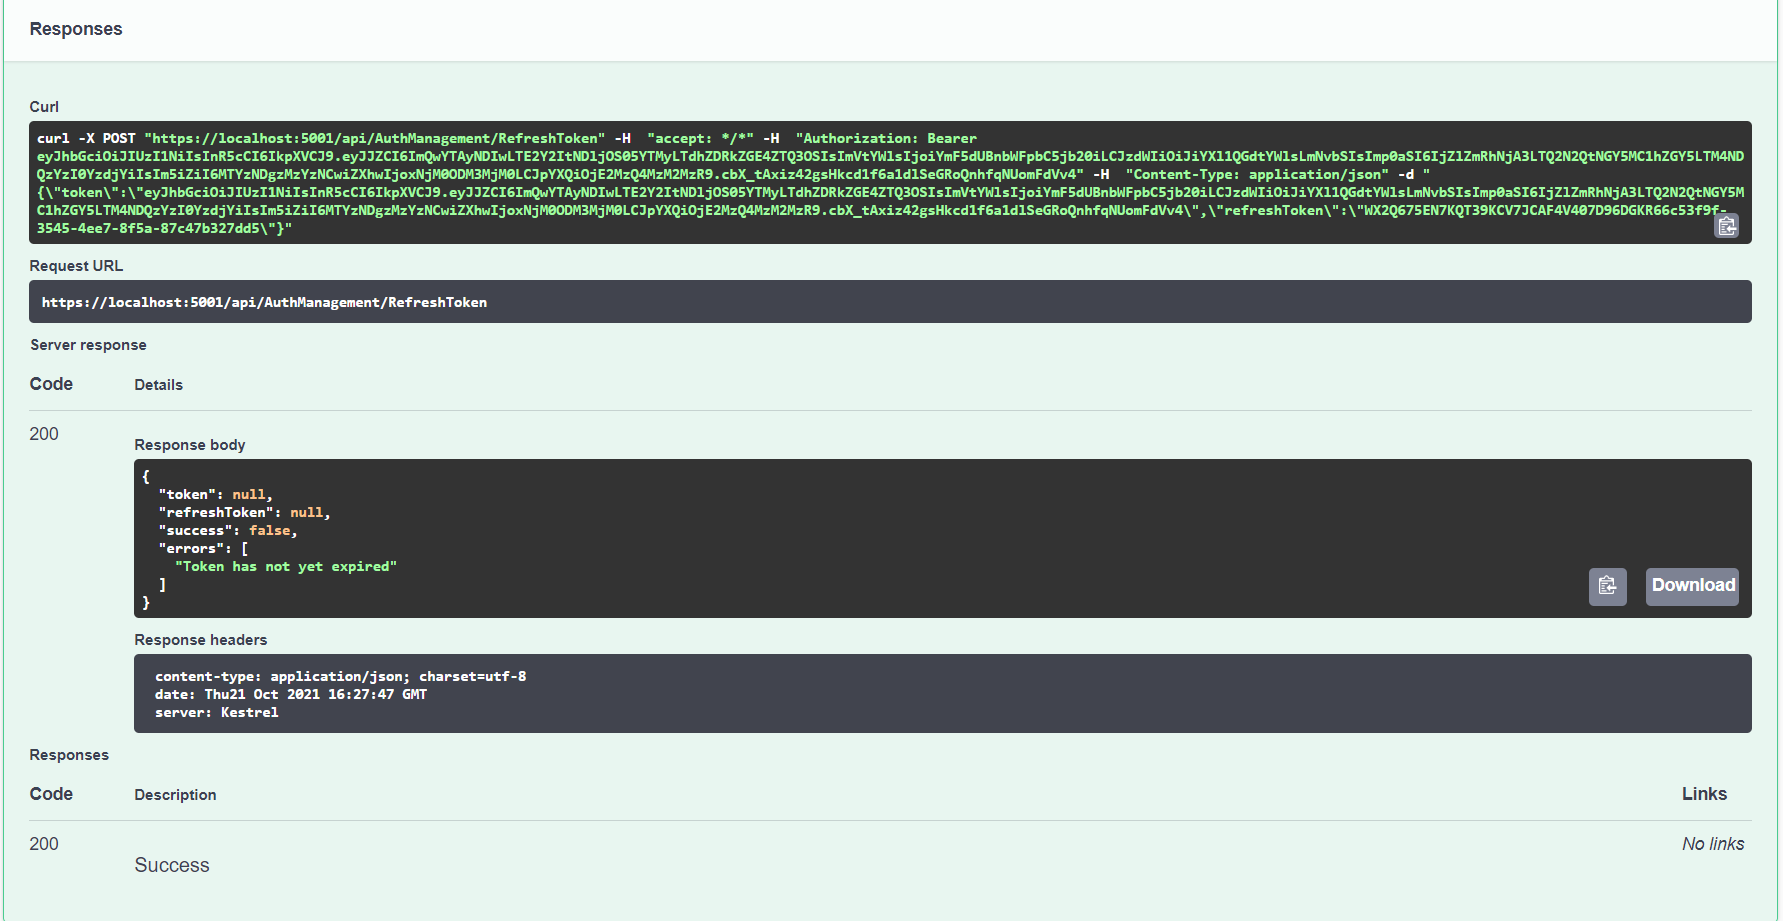 Responses
Curl
curl -X POST "https://localhost:5001/api/AuthManagement/RefreshToken" -H  "accept: */*" -H  "Authorization: Bearer
eyJhbGciOiJIUzI1NiIsInR5cCI6IkpXVCJ9.eyJJZCI6ImQwYTAyNDIwLTE2Y2ItNDljOS05YTMyLTdhZDRkZGE4ZTQ3OSIsImVtYWlsIjoiYmF5dUBnbWFpbC5jb20iLCJzdWIiOiJiYXl1QGdtYWlsLmNvbSIsImp0aSI6IjZlZmRhNjA3LTQ2N2QtNGY5MC1hZGY5LTM4ND
QzYzI0YzdjYiIsIm5iZiI6MTYzNDgzMzYzNCwiZXhwIjoxNjM0ODM3MjM0LCJpYXQiOjE2MzQ4MzM2MzR9.cbX_tAxiz42gsHkcd1f6a1dlSeGRoQnhfqNUomFdVv4" -H  "Content-Type: application/json" -d "
{\"token\":\"eyJhbGciOiJIUzI1NiIsInR5cCI6IkpXVCJ9.eyJJZCI6ImQwYTAyNDIwLTE2Y2ItNDljOS05YTMyLTdhZDRkZGE4ZTQ3OSIsImVtYWlsIjoiYmF5dUBnbWFpbC5jb20iLCJzdWIiOiJiYXl1QGdtYWlsLmNvbSIsImp0aSI6IjZlZmRhNjA3LTQ2N2QtNGY5M
C1hZGY5LTM4NDQzYzI0YzdjYiIsIm5iZiI6MTYzNDgzMzYzNCwiZXhwIjoxNjM0ODM3MjM0LCJpYXQiOjE2MzQ4MzM2MzR9.cbX_tAxiz42gsHkcd1f6a1dlSeGRoQnhfqNUomFdVv4\",\"refreshToken\":\"WX2Q675EN7KQT39KCV7JCAF4V407D96DGKR66c53f9f-
3545-4ee7-8f5a-87c47b327dd5\"}"
Request URL
https://localhost:5001/api/AuthManagement/RefreshToken
Server response
Code Details
200
Response body
{
"token": null,
"refreshToken": null,
"success": false,
"errors": [
"Token has not yet expired"
]
}
Download
Response headers
content-type: application/json; charset=utf-8
date: Thu21 Oct 2021 16:27:47 GMT
server: Kestrel
Responses
Code Description Links
200 No links
Success